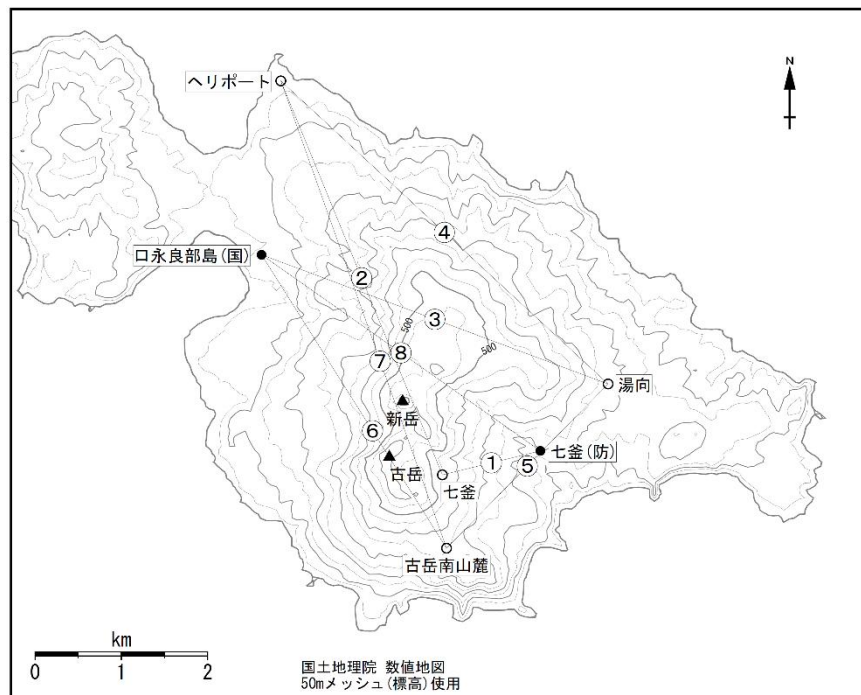 N
ヘリポート
④
口永良部島(国)
②
③
500
500
⑦
⑧
湯向
新岳
⑥
七釜(防)
古岳
①
⑤
七釜
古岳南山麓
km
0 1 2
国土地理院 数値地図
50mメッシュ(標高)使用